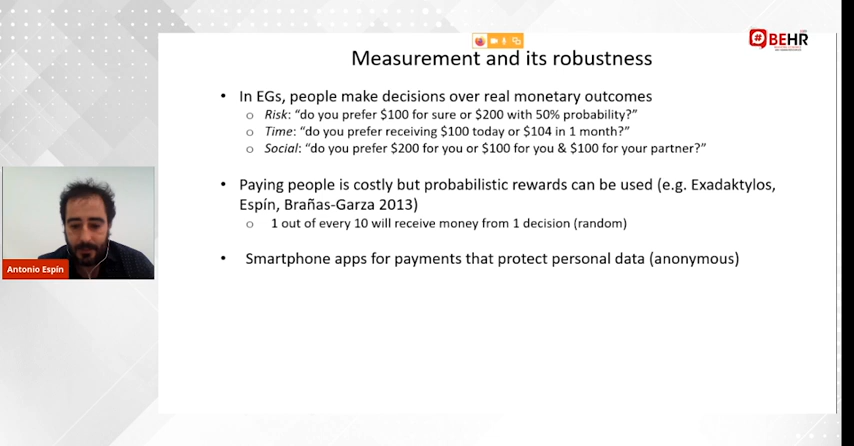 #BEHR
Measurement and its robustness
• In EGs, people make decisions over real monetary outcomes
o Risk: “do you prefer $100 for sure or $200 with 50% probability?”
o Time: “do you prefer receiving $100 today or $104 in 1 month?”
o Social: “do you prefer $200 for you or $100 for you & $100 for your partner?”
• Paying people is costly but probabilistic rewards can be used (e.g. Exadaktylos,
Espín, Brañas-Garza 2013)
o 1 out of every 10 will receive money from 1 decision (random)
• Smartphone apps for payments that protect personal data (anonymous)
Antonio Espín